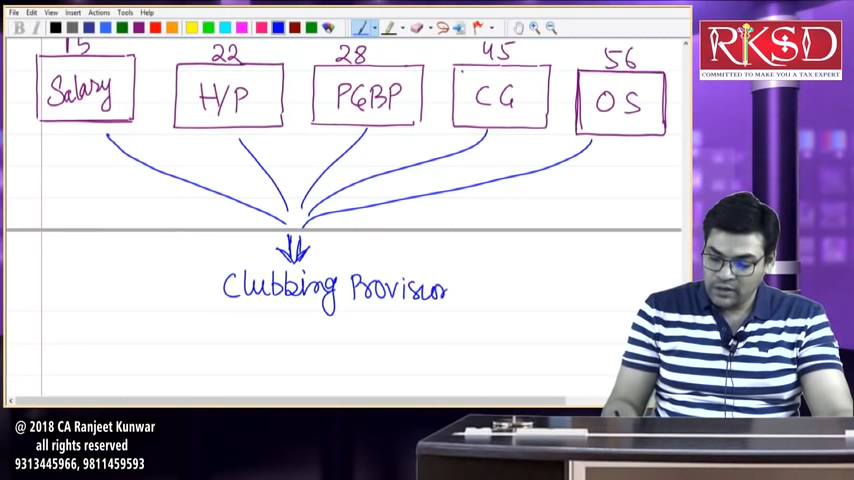 File Edit View Insert Actions Tools Help
15 22 28 45 56
Salary H/P PGBP CG OS
Clubbing Provision
RKSD
COMMITTED TO MAKE YOU A TAX EXPERT
@ 2018 CA Ranjeet Kunwar
all rights reserved
9313445966, 9811459593